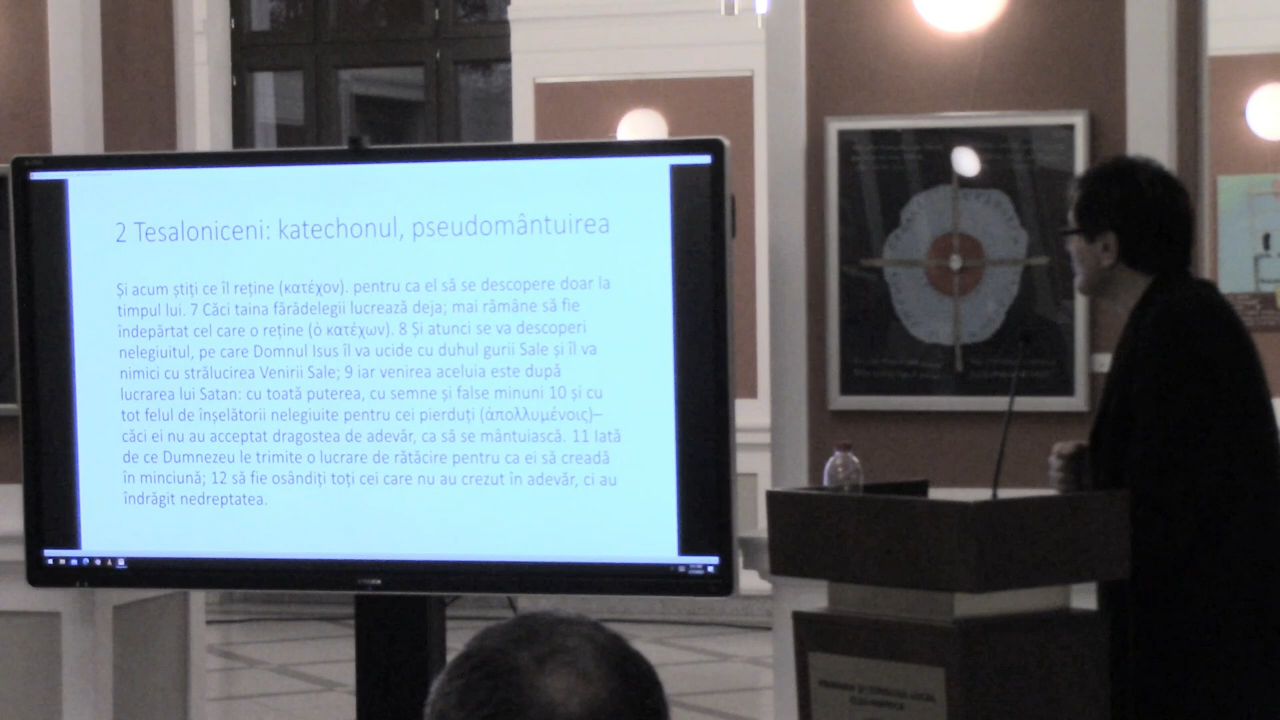 2 Tesaloniceni: katechonul, pseudomântuirea
Și acum știți ce îl reține (κατέχον). pentru ca el să se descopere doar la
timpul lui. 7 Căci taina fărădelegii lucrează deja; mai rămâne să fie
îndepărtat cel care o reține (ὁ κατέχων). 8 Și atunci se va descoperi
nelegiuitul, pe care Domnul Isus îl va ucide cu duhul gurii Sale și îl va
nimici cu strălucirea Venirii Sale; 9 iar venirea aceluia este după
lucrarea lui Satan: cu toată puterea, cu semne și false minuni 10 și cu
tot felul de înșelătorii nelegiuite pentru cei pierduți (ἀπολλυμένοις)–
căci ei nu au acceptat dragostea de adevăr, ca să se mântuiască. 11 Iată
de ce Dumnezeu le trimite o lucrare de rătăcire pentru ca ei să creadă
în minciună; 12 să fie osândiți toți cei care nu au crezut în adevăr, ci au
îndrăgit nedreptatea.
PRIMĂRIA ȘI CONSILIUL LOCAL
CLUJ-NAPOCA